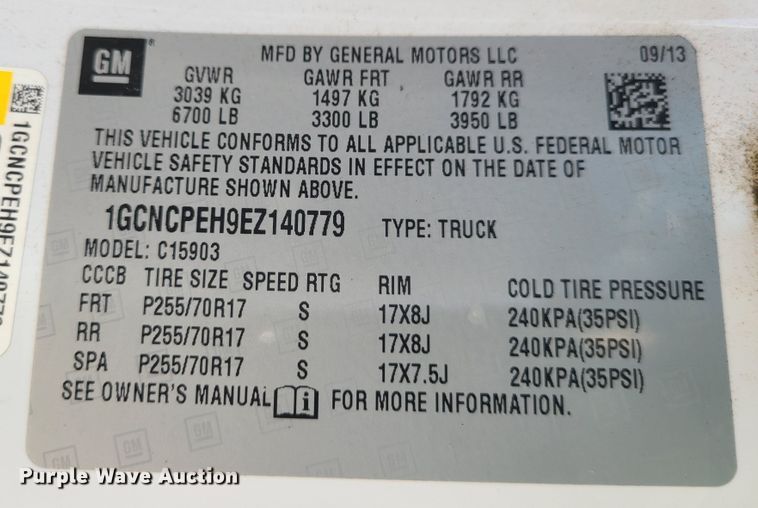 GM
MFD BY GENERAL MOTORS LLC 09/13
GVWR GAWR FRT GAWR RR
3039 KG 1497 KG 1792 KG
6700 LB 3300 LB 3950 LB
THIS VEHICLE CONFORMS TO ALL APPLICABLE U.S. FEDERAL MOTOR
VEHICLE SAFETY STANDARDS IN EFFECT ON THE DATE OF
MANUFACTURE SHOWN ABOVE.
1GCNCPEH9EZ140779 TYPE: TRUCK
MODEL: C15903
CCCB TIRE SIZE SPEED RTG RIM COLD TIRE PRESSURE
FRT P255/70R17 S 17X8J 240KPA(35PSI)
RR P255/70R17 S 17X8J 240KPA(35PSI)
SPA P255/70R17 S 17X7.5J 240KPA(35PSI)
SEE OWNER'S MANUAL i FOR MORE INFORMATION.
1GCNCPEH9EZ140779
Purple Wave Auction